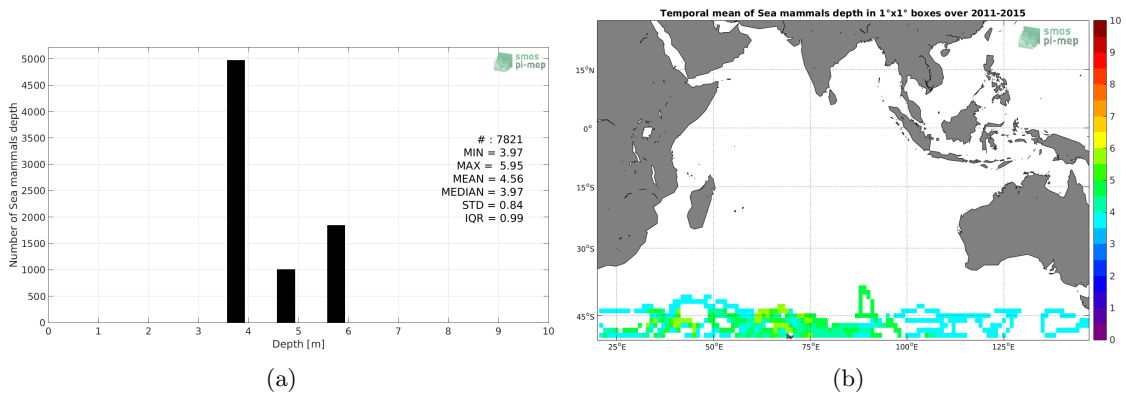 smos
pi-mep
5000
4500
4000
3500
3000
2500
2000
1500
1000
500
0
Number of Sea mammals depth
# : 7821
MIN = 3.97
MAX = 5.95
MEAN = 4.56
MEDIAN = 3.97
STD = 0.84
IQR = 0.99
0 1 2 3 4 5 6 7 8 9 10
Depth [m]
(a)
Temporal mean of Sea mammals depth in 1°x1° boxes over 2011-2015
smos
pi-mep
15°N
0°
15°S
30°S
45°S
25°E 50°E 75°E 100°E 125°E
10
9
8
7
6
5
4
3
2
1
0
(b)